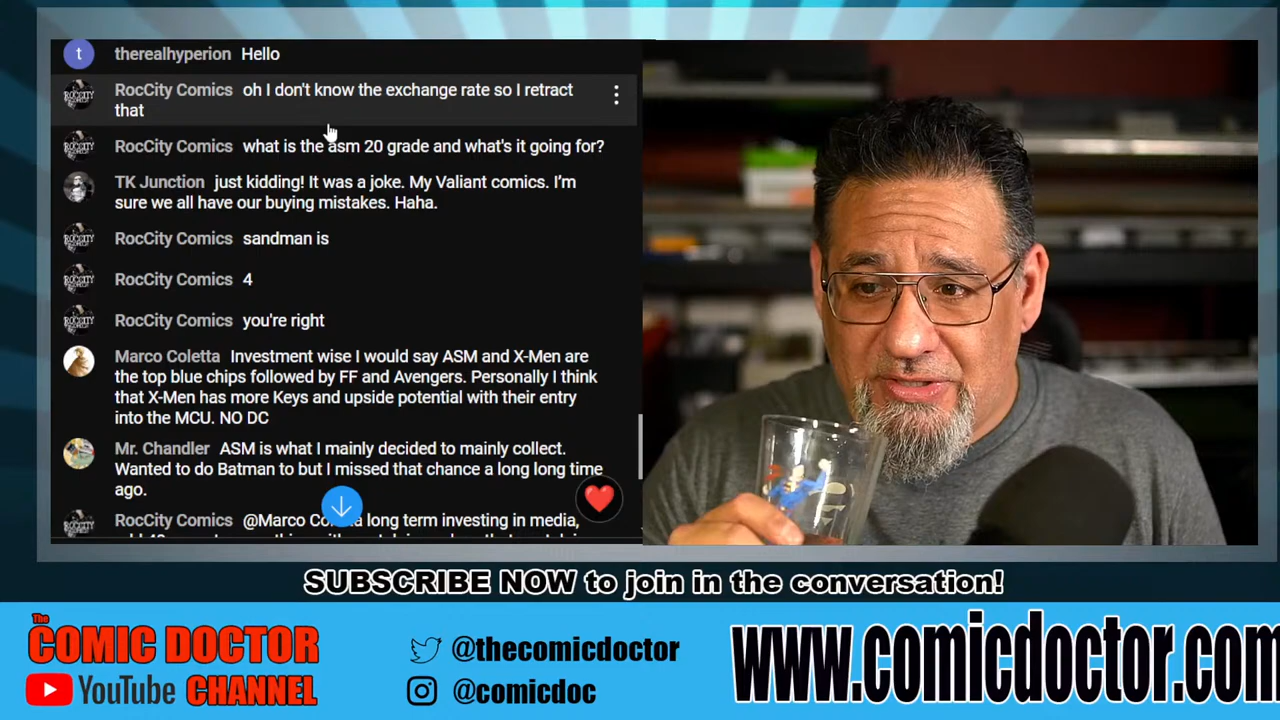 t therealhyperion Hello
RocCity Comics oh I don't know the exchange rate so I retract
that
RocCity Comics what is the asm 20 grade and what's it going for?
TK Junction just kidding! It was a joke. My Valiant comics. I'm
sure we all have our buying mistakes. Haha.
RocCity Comics sandman is
RocCity Comics 4
RocCity Comics you're right
Marco Coletta Investment wise I would say ASM and X-Men are
the top blue chips followed by FF and Avengers. Personally I think
that X-Men has more Keys and upside potential with their entry
into the MCU. NO DC
Mr. Chandler ASM is what I mainly decided to mainly collect.
Wanted to do Batman to but I missed that chance a long long time
ago.
RocCity Comics @Marco long term investing in media,
SUBSCRIBE NOW to join in the conversation!
The
COMIC DOCTOR
YouTube CHANNEL
@thecomicdoctor
@comicdoc
www.comicdoctor.com